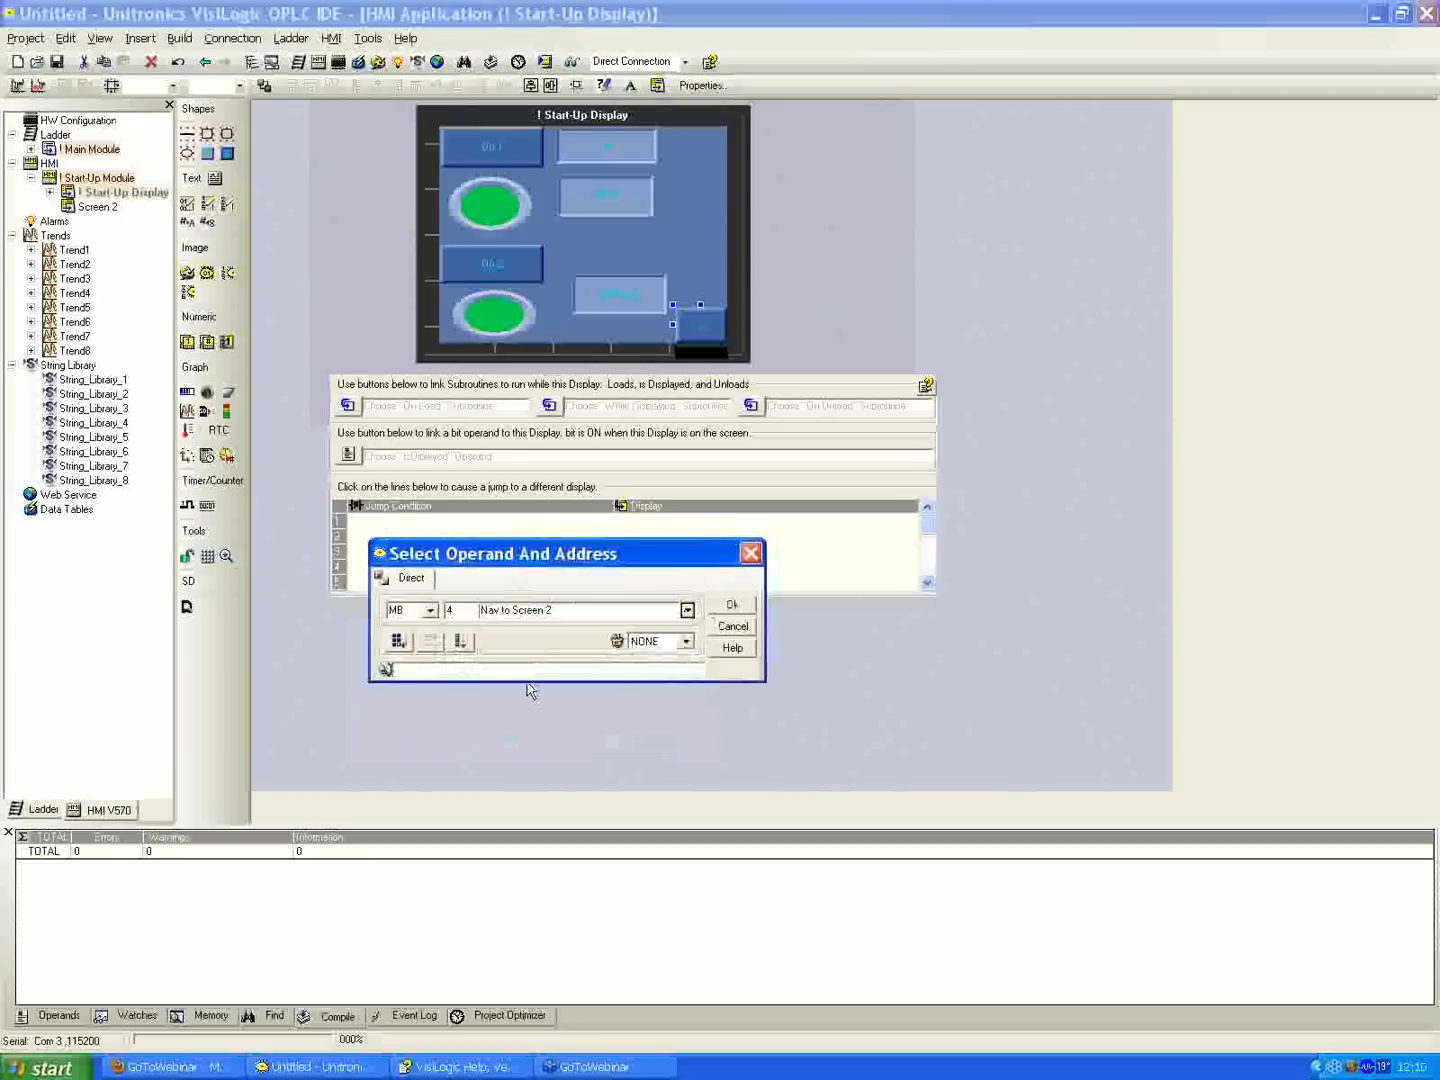 Untitled - Unitronics VisiLogic OPLC IDE - [HMI Application (! Start-Up Display)]
Project Edit View Insert Build Connection Ladder HMI Tools Help
Direct Connection
Properties..
HW Configuration
Ladder
! Main Module
HMI
! Start-Up Module
! Start-Up Display
Screen 2
Alarms
Trends
Trend1
Trend2
Trend3
Trend4
Trend5
Trend6
Trend7
Trend8
String Library
String_Library_1
String_Library_2
String_Library_3
String_Library_4
String_Library_5
String_Library_6
String_Library_7
String_Library_8
Web Service
Data Tables
Ladder HMI V570
Shapes
Text
Image
Numeric
Graph
RTC
Timer/Counter
Tools
SD
! Start-Up Display
Use buttons below to link Subroutines to run while this Display: Loads, is Displayed, and Unloads
Use button below to link a bit operand to this Display, bit is ON when this Display is on the screen.
Click on the lines below to cause a jump to a different display.
Jump Condition Display
1
2
3
4
5
Select Operand And Address
Direct
MB 4 Nav to Screen 2
NONE
Ok
Cancel
Help
TOTAL Errors Warnings Information
TOTAL 0 0 0
Operands Watches Memory Find Compile Event Log Project Optimizer
Serial: Com 3 ,115200 000%
start GoToWebinar M... Untitled - Unitroni... VisiLogic Help, Ve... GoToWebinar 19° 12:10